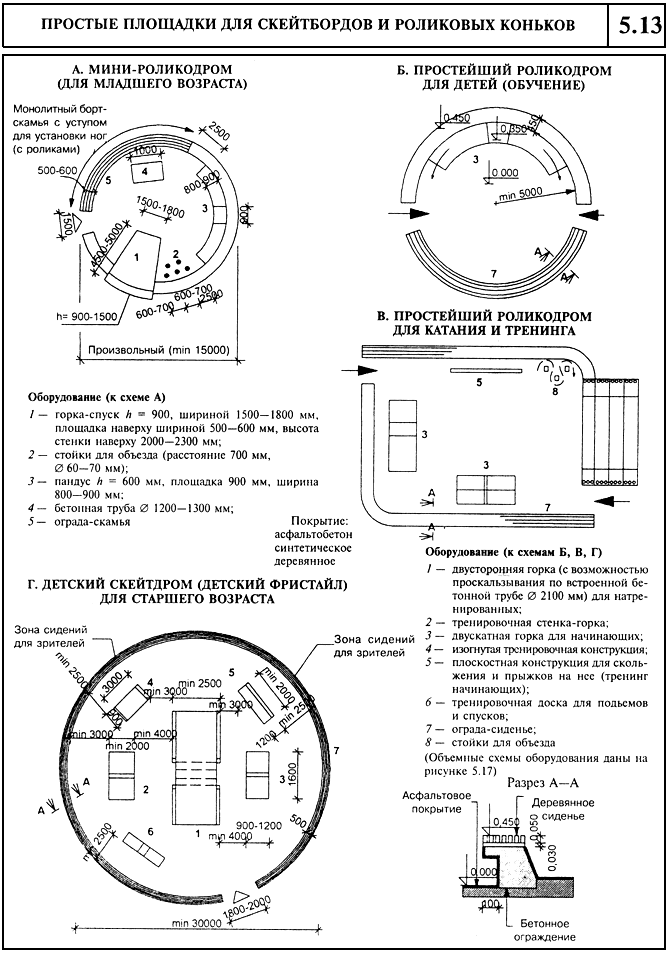 ПРОСТЫЕ ПЛОЩАДКИ ДЛЯ СКЕЙТБОРДОВ И РОЛИКОВЫХ КОНЬКОВ
5.13
А. МИНИ-РОЛИКОДРОМ
(ДЛЯ МЛАДШЕГО ВОЗРАСТА)
Монолитный борт-
скамья с уступом
для установки ног
(с роликами)
2500
1000
4
500-600
5
800-900
3
1500-1800
1500
4500-5000
1
2
600-700
600-700
2500
h= 900-1500
Произвольный (min 15000)
Оборудование (к схеме А)
1 — горка-спуск h = 900, шириной 1500—1800 мм,
площадка наверху шириной 500—600 мм, высота
стенки наверху 2000—2300 мм;
2 — стойки для объезда (расстояние 700 мм,
∅ 60—70 мм);
3 — пандус h = 600 мм, площадка 900 мм, ширина
800—900 мм;
4 — бетонная труба ∅ 1200—1300 мм;
5 — ограда-скамья
Покрытие:
асфальтобетон
синтетическое
деревянное
Б. ПРОСТЕЙШИЙ РОЛИКОДРОМ
ДЛЯ ДЕТЕЙ (ОБУЧЕНИЕ)
0,450
0,350
3
0.000
min 5000
А
А
7
В. ПРОСТЕЙШИЙ РОЛИКОДРОМ
ДЛЯ КАТАНИЯ И ТРЕНИНГА
5
8
3
3
А
А
7
Оборудование (к схемам Б, В, Г)
1 — двусторонняя горка (с возможностью
проскальзывания по встроенной бе-
тонной трубе ∅ 2100 мм) для натре-
нированных;
2 — тренировочная стенка-горка;
3 — двускатная горка для начинающих;
4 — изогнутая тренировочная конструкция;
5 — плоскостная конструкция для сколь-
жения и прыжков на нее (тренинг
начинающих);
6 — тренировочная доска для подъемов
и спусков;
7 — ограда-сиденье;
8 — стойки для объезда
(Объемные схемы оборудования даны на
рисунке 5.17)
Г. ДЕТСКИЙ СКЕЙТДРОМ (ДЕТСКИЙ ФРИСТАЙЛ)
ДЛЯ СТАРШЕГО ВОЗРАСТА
Зона сидений
для зрителей
Зона сидений
для зрителей
min 2500
3000
4
min 3000
min 2500
5
min 2000
min 3000
min 2500
1200
min 3000
min 4000
min 2000
7
А
А
2
3
1600
6
min 2500
1
900-1200
min 4000
500
1800-2000
min 30000
Разрез А—А
Асфальтовое
покрытие
Деревянное
сиденье
0,450
0,050
0,030
0.000
100
Бетонное
ограждение